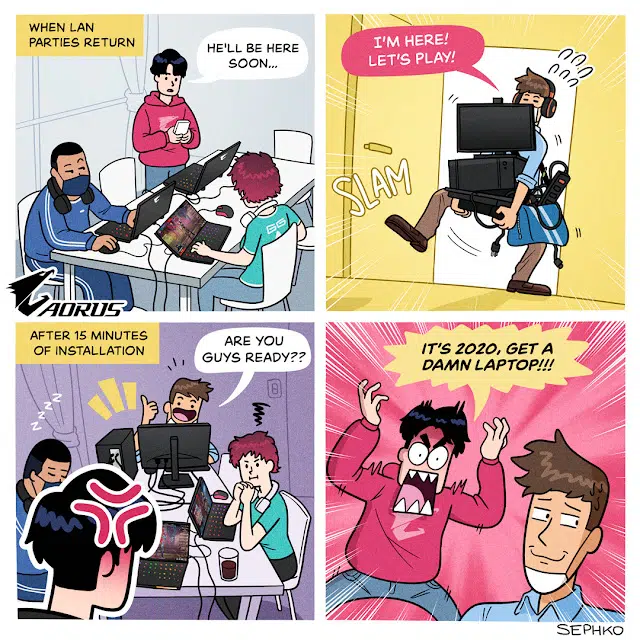 WHEN LAN
PARTIES RETURN
HE'LL BE HERE
SOON...
I'M HERE!
LET'S PLAY!
SLAM
AORUS
AFTER 15 MINUTES
OF INSTALLATION
ARE YOU
GUYS READY??
ZZZZ
IT'S 2020, GET A
DAMN LAPTOP!!!
SEPHKO